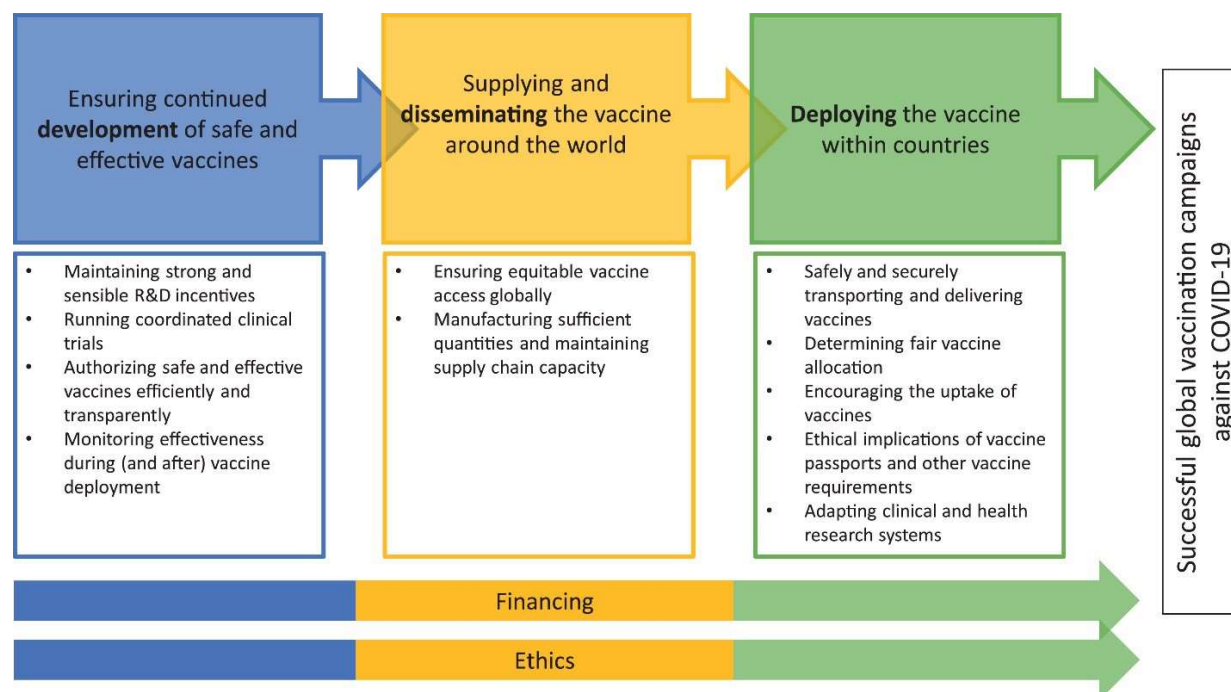 Ensuring continued
development of safe and
effective vaccines
Supplying and
disseminating the vaccine
around the world
Deploying the vaccine
within countries
• Maintaining strong and
sensible R&D incentives
• Running coordinated clinical
trials
• Authorizing safe and effective
vaccines efficiently and
transparently
• Monitoring effectiveness
during (and after) vaccine
deployment
• Ensuring equitable vaccine
access globally
• Manufacturing sufficient
quantities and maintaining
supply chain capacity
• Safely and securely
transporting and delivering
vaccines
• Determining fair vaccine
allocation
• Encouraging the uptake of
vaccines
• Ethical implications of vaccine
passports and other vaccine
requirements
• Adapting clinical and health
research systems
Financing
Ethics
Successful global vaccination campaigns
against COVID-19